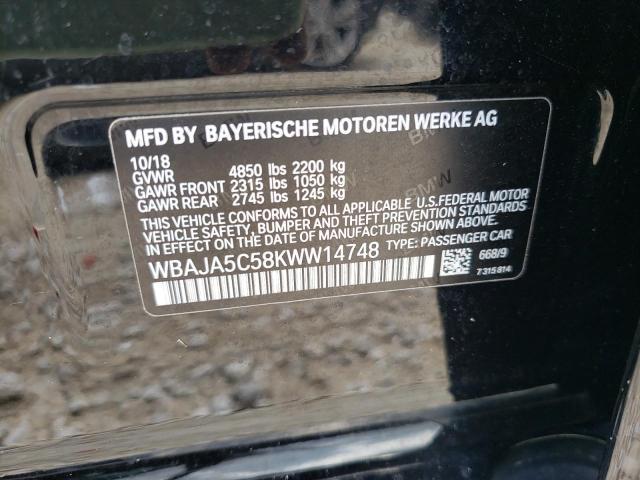 MFD BY BAYERISCHE MOTOREN WERKE AG
10/18
GVWR 4850 lbs 2200 kg
GAWR FRONT 2315 lbs 1050 kg
GAWR REAR 2745 lbs 1245 kg
THIS VEHICLE CONFORMS TO ALL APPLICABLE U.S.FEDERAL MOTOR
VEHICLE SAFETY, BUMPER AND THEFT PREVENTION STANDARDS
IN EFFECT ON THE DATE OF MANUFACTURE SHOWN ABOVE.
WBAJA5C58KWW14748 TYPE: PASSENGER CAR
668/9
7315814
BMW
BMW